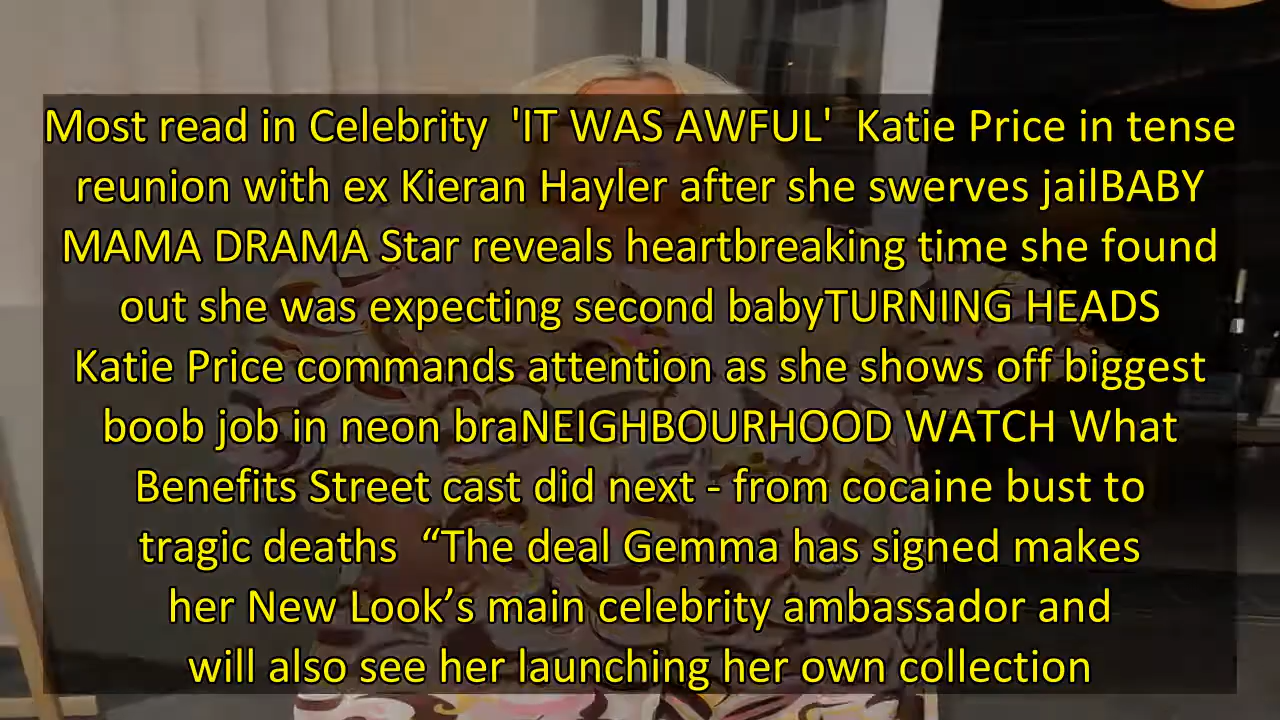 Most read in Celebrity  'IT WAS AWFUL'  Katie Price in tense
reunion with ex Kieran Hayler after she swerves jailBABY
MAMA DRAMA Star reveals heartbreaking time she found
out she was expecting second babyTURNING HEADS
Katie Price commands attention as she shows off biggest
boob job in neon braNEIGHBOURHOOD WATCH What
Benefits Street cast did next - from cocaine bust to
tragic deaths  “The deal Gemma has signed makes
her New Look’s main celebrity ambassador and
will also see her launching her own collection